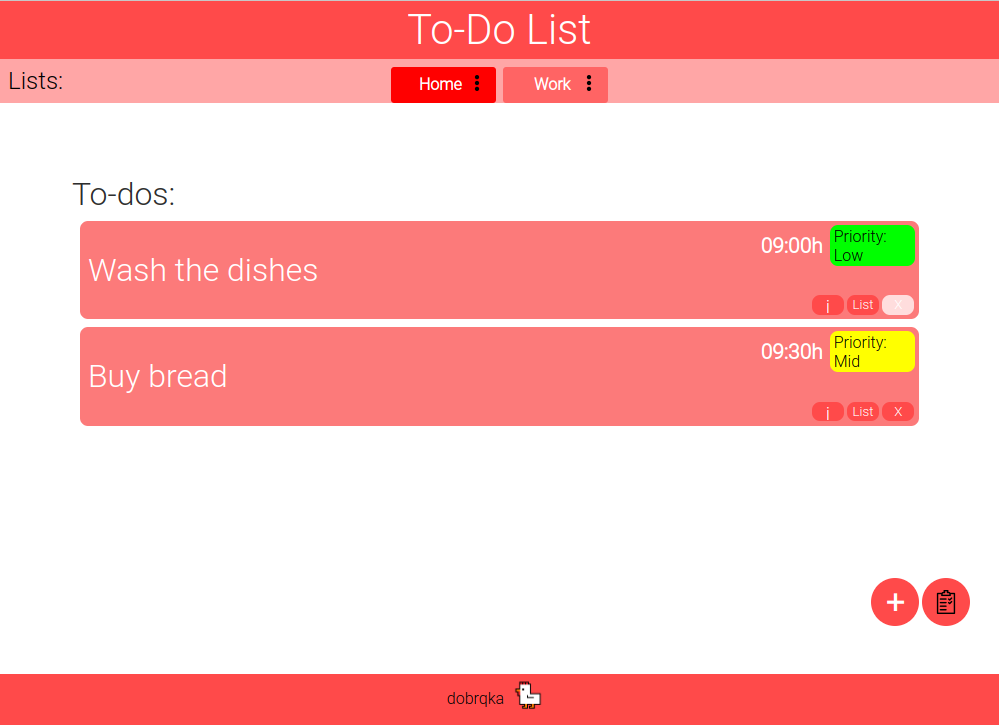 To-Do List
Lists:
Home
Work
To-dos:
Wash the dishes
09:00h
Priority:
Low
i
List
X
Buy bread
09:30h
Priority:
Mid
i
List
X
+
dobrqka